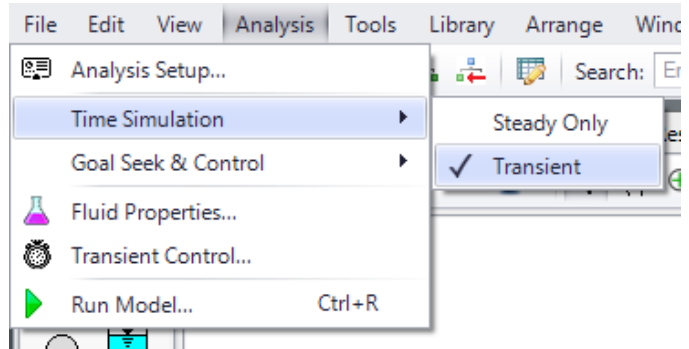 File Edit View Analysis Tools Library Arrange
Analysis Setup...
Search:
Time Simulation
Steady Only
Goal Seek & Control
Transient
Fluid Properties...
Transient Control...
Run Model... Ctrl+R